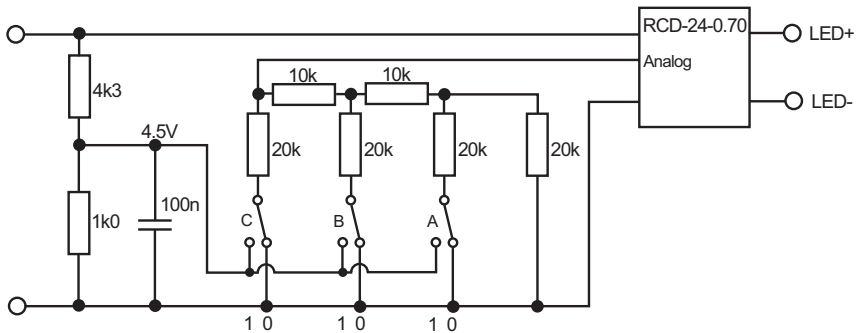 RCD-24-0.70
LED+
Analog
10k
10k
4k3
LED-
4.5V
20k
20k
20k
20k
100n
1k0
C
B
A
1 0
1 0
1 0